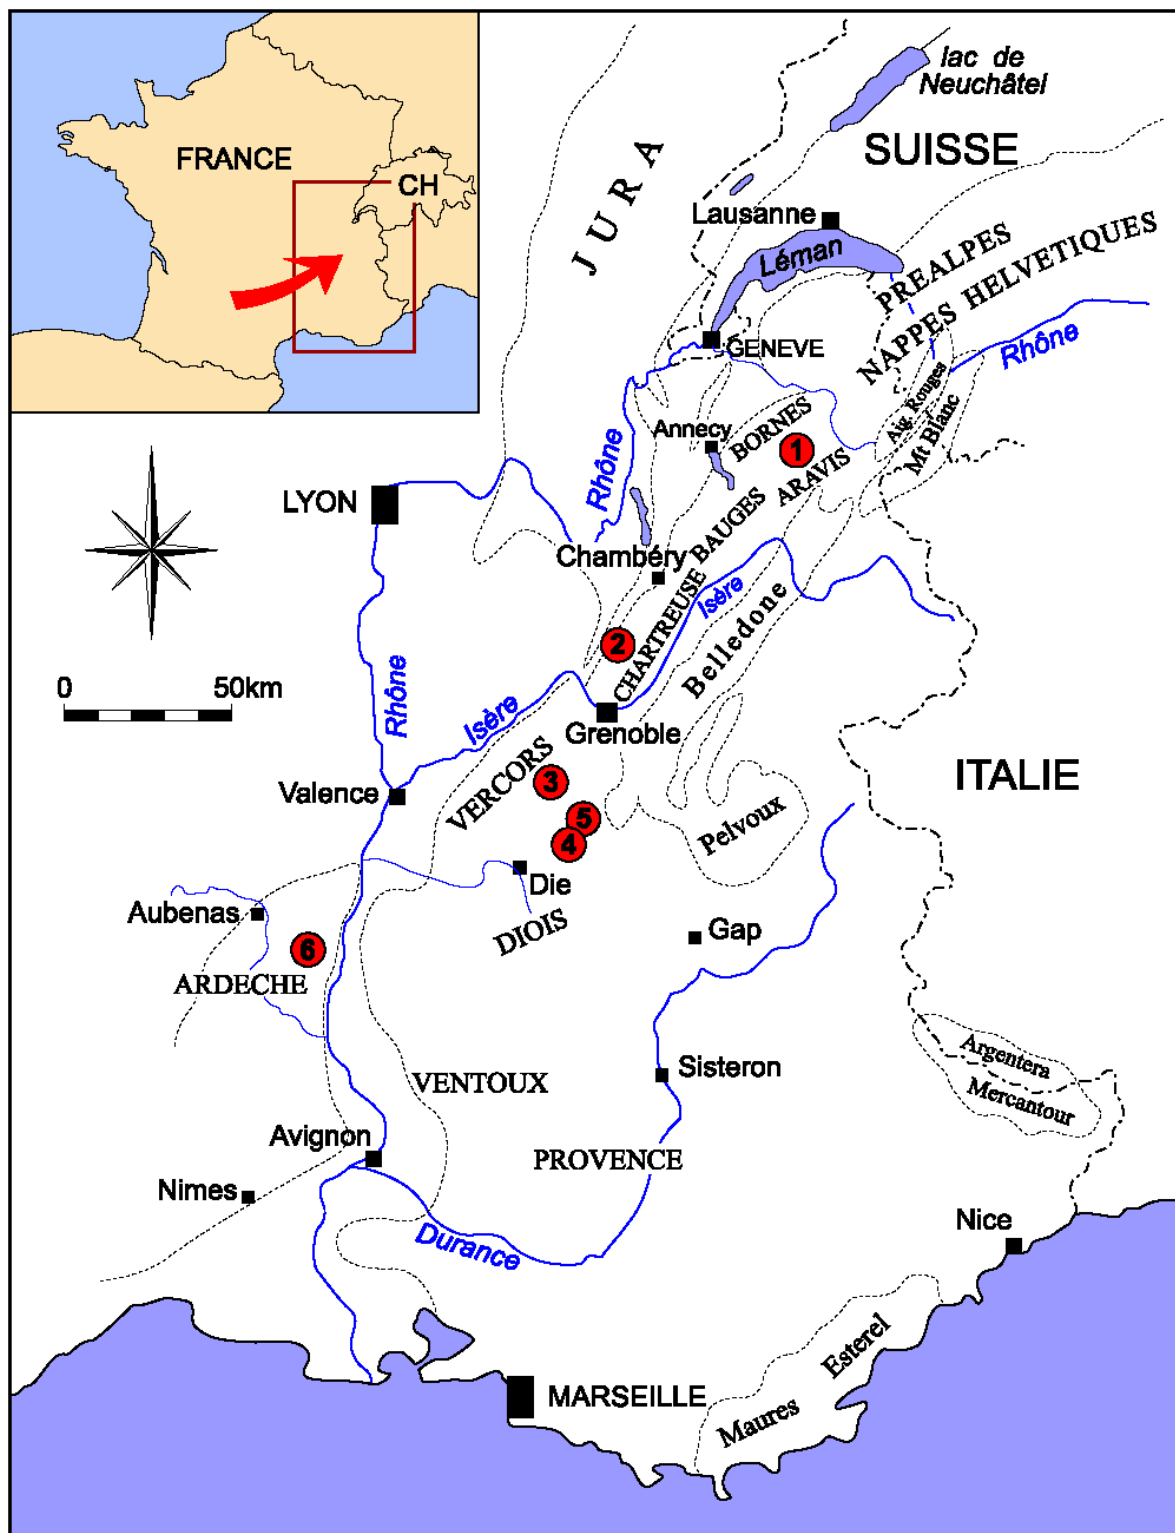 FRANCE
CH
lac de
Neuchâtel
SUISSE
JURA
Lausanne
Léman
PREALPES
NAPPES HELVETIQUES
GENEVE
Rhône
Aig. Rouges
Mt Blanc
Rhône
Annecy
BORNES
1
ARAVIS
LYON
BAUGES
Chambéry
CHARTREUSE
Isère
Belledone
2
0 50km
Rhône
Isère
Grenoble
VERCORS
3
ITALIE
Valence
5
4
Pelvoux
Die
Aubenas
DIOIS
Gap
6
ARDECHE
Argentera
Sisteron
VENTOUX
Mercantour
Avignon
PROVENCE
Nimes
Nice
Durance
Esterel
MARSEILLE
Maures